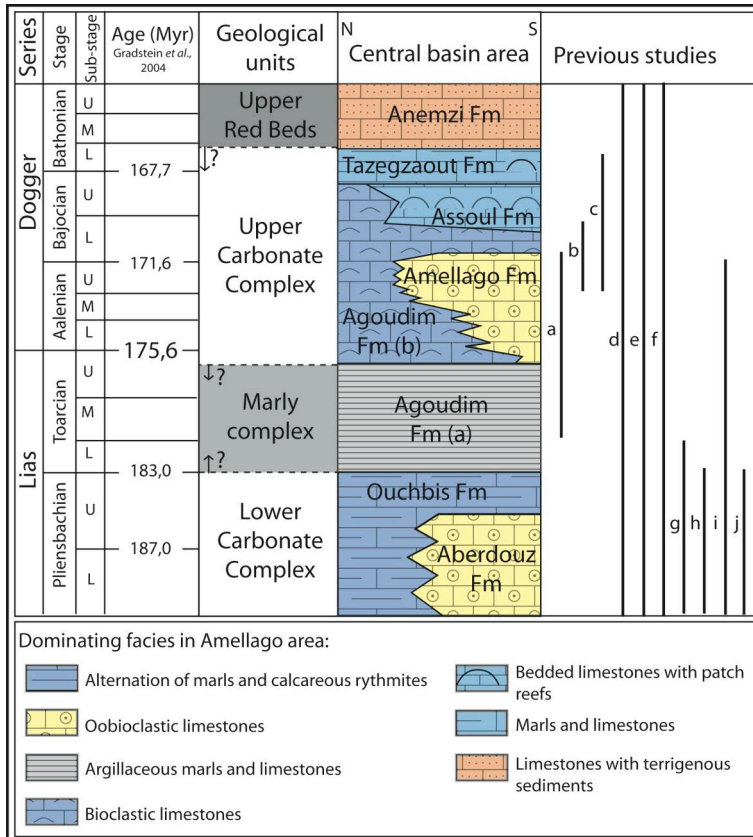 Series
Stage
Sub-stage
Age (Myr)
Gradstein et al.,
2004
Geological
units
N
S
Central basin area
Previous studies
Dogger
Lias
Bathonian
Bajocian
Aalenian
Toarcian
Pliensbachian
U
M
L
U
L
U
M
L
U
M
L
U
L
167,7
171,6
175,6
183,0
187,0
Upper
Red Beds
?
Upper
Carbonate
Complex
?
Marly
complex
?
Lower
Carbonate
Complex
Anemzi Fm
Tazegzaout Fm
Assoul Fm
Amellago Fm
Agoudim
Fm (b)
Agoudim
Fm (a)
Ouchbis Fm
Aberdouz
Fm
a
b
c
d
e
f
g
h
i
j
Dominating facies in Amellago area:
Alternation of marls and calcareous rythmites
Oobioclastic limestones
Argillaceous marls and limestones
Bioclastic limestones
Bedded limestones with patch
reefs
Marls and limestones
Limestones with terrigenous
sediments